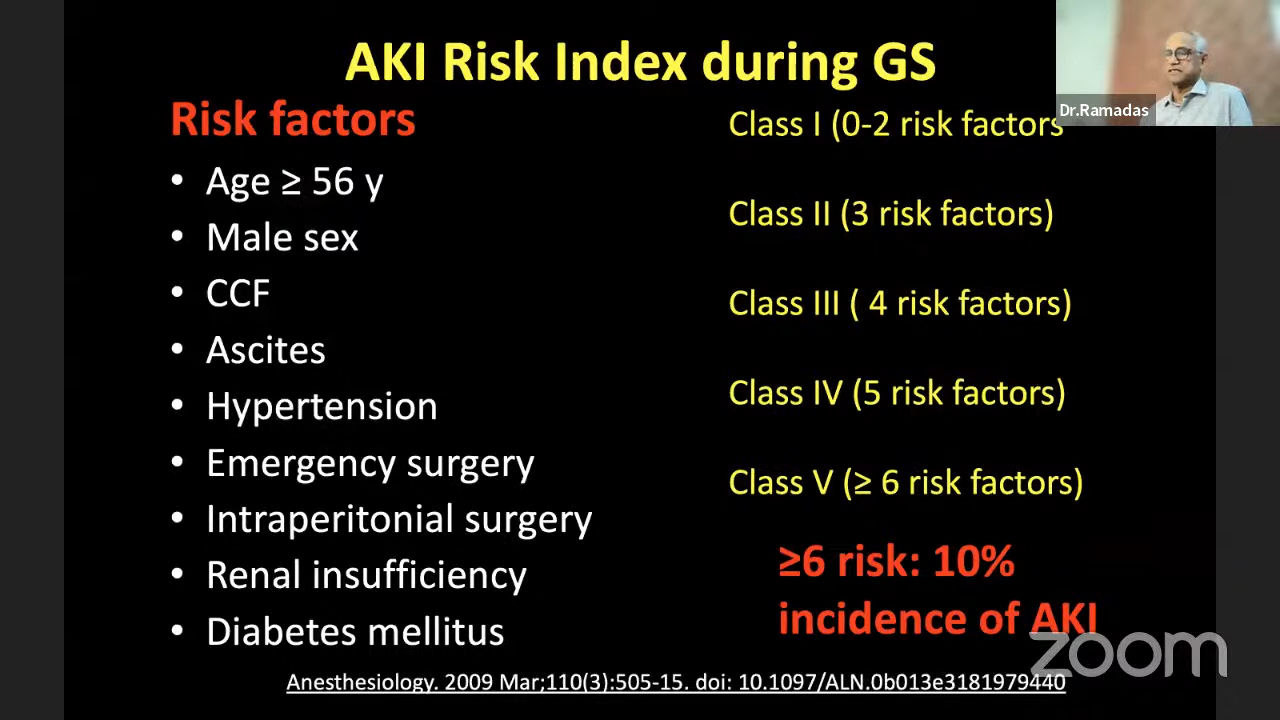 AKI Risk Index during GS
Risk factors
• Age ≥ 56 y
• Male sex
• CCF
• Ascites
• Hypertension
• Emergency surgery
• Intraperitonial surgery
• Renal insufficiency
• Diabetes mellitus
Class I (0-2 risk factors
Class II (3 risk factors)
Class III ( 4 risk factors)
Class IV (5 risk factors)
Class V (≥ 6 risk factors)
≥6 risk: 10%
incidence of AKI
Anesthesiology. 2009 Mar;110(3):505-15. doi: 10.1097/ALN.0b013e3181979440
Dr.Ramadas
zoom